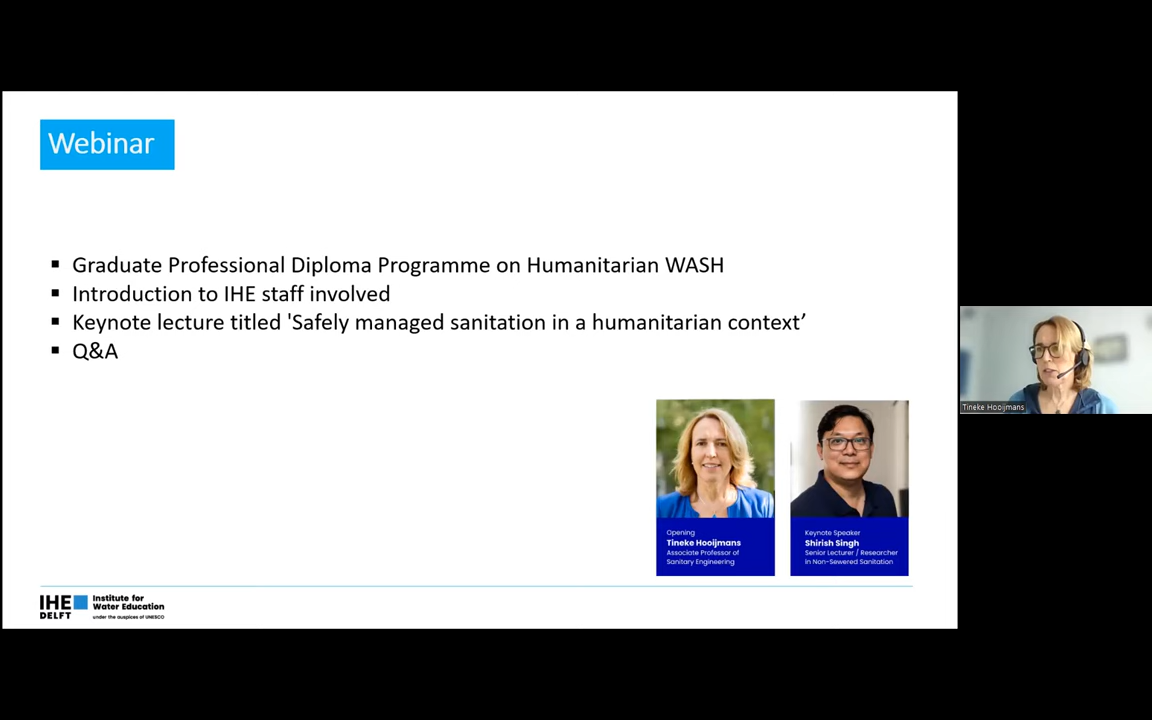 Webinar
▪ Graduate Professional Diploma Programme on Humanitarian WASH
▪ Introduction to IHE staff involved
▪ Keynote lecture titled 'Safely managed sanitation in a humanitarian context’
▪ Q&A
Opening
Tineke Hooijmans
Associate Professor of
Sanitary Engineering
Keynote Speaker
Shirish Singh
Senior Lecturer / Researcher
in Non-Sewered Sanitation
IHE DELFT
Institute for
Water Education
under the auspices of UNESCO
Tineke Hooijmans